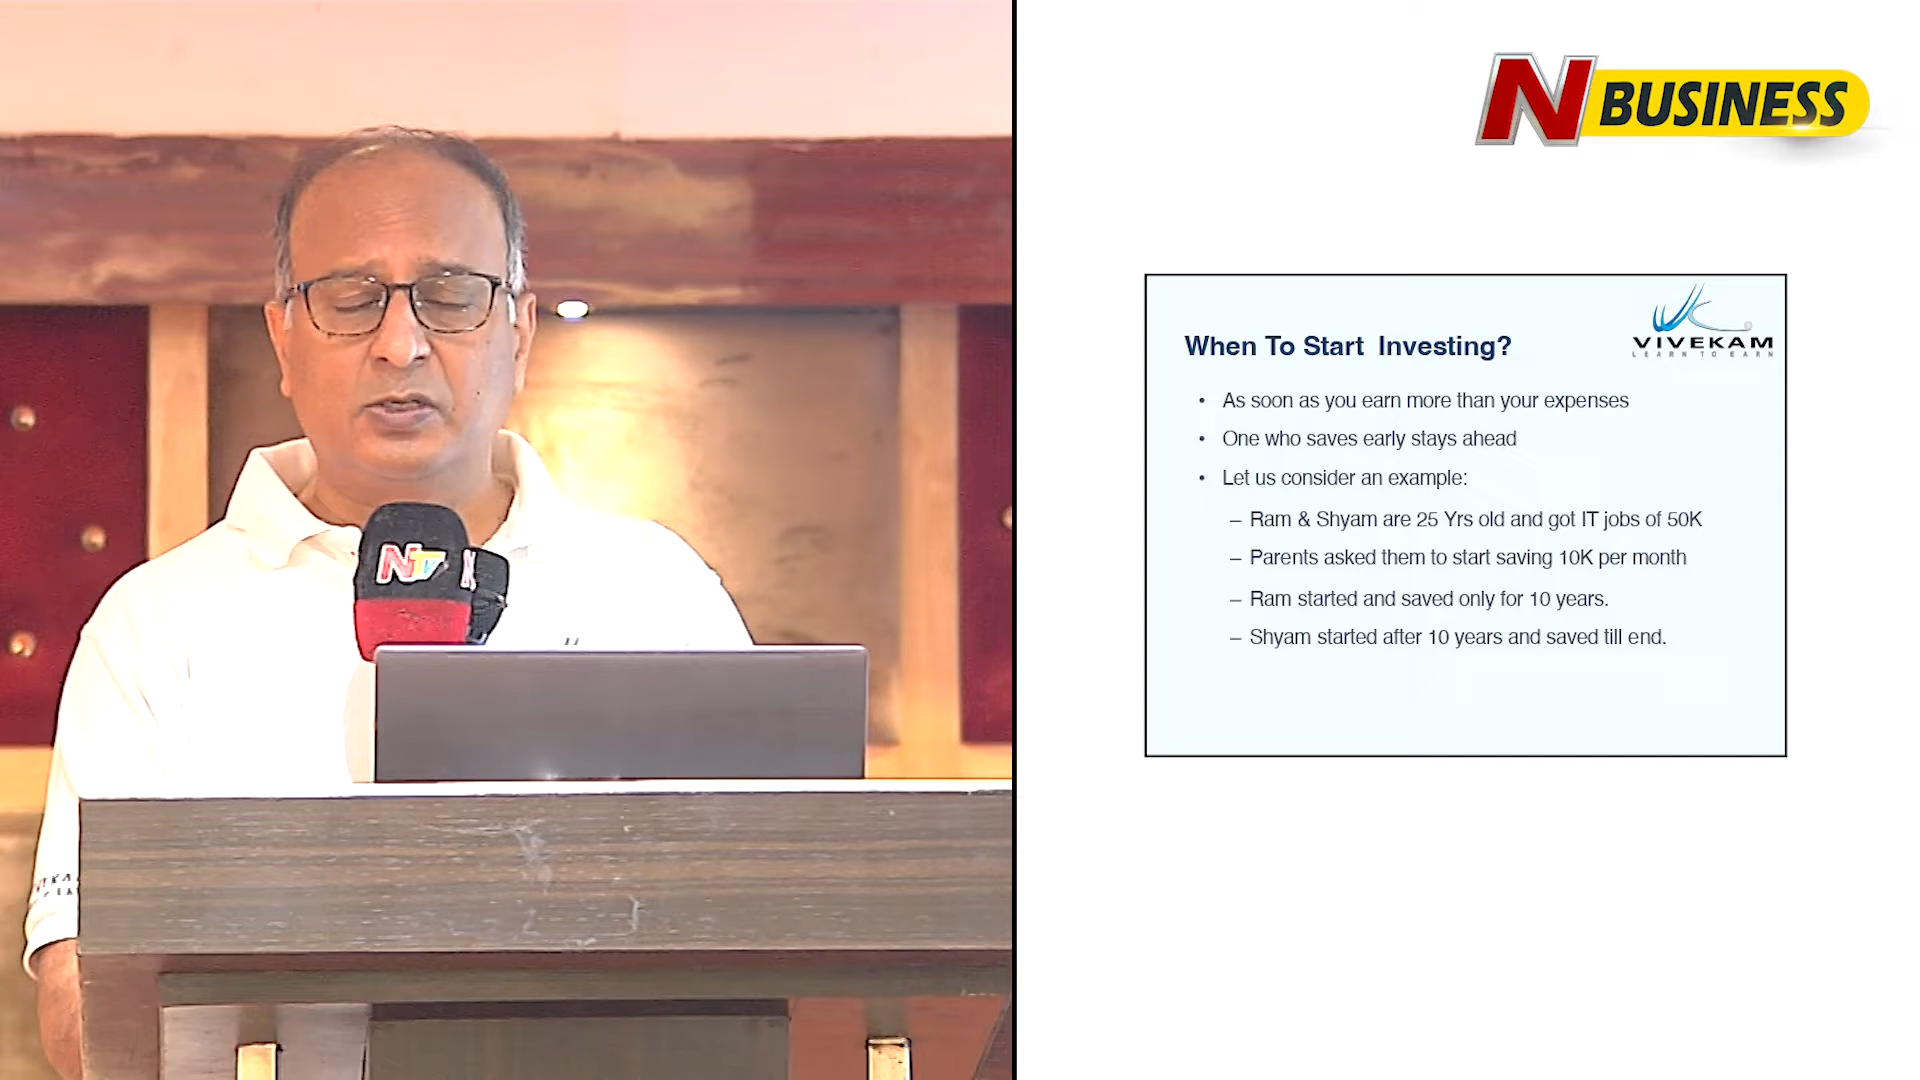 N BUSINESS
VIVEKAM
LEARN TO EARN
When To Start Investing?
• As soon as you earn more than your expenses
• One who saves early stays ahead
• Let us consider an example:
– Ram & Shyam are 25 Yrs old and got IT jobs of 50K
– Parents asked them to start saving 10K per month
– Ram started and saved only for 10 years.
– Shyam started after 10 years and saved till end.
NTV
N